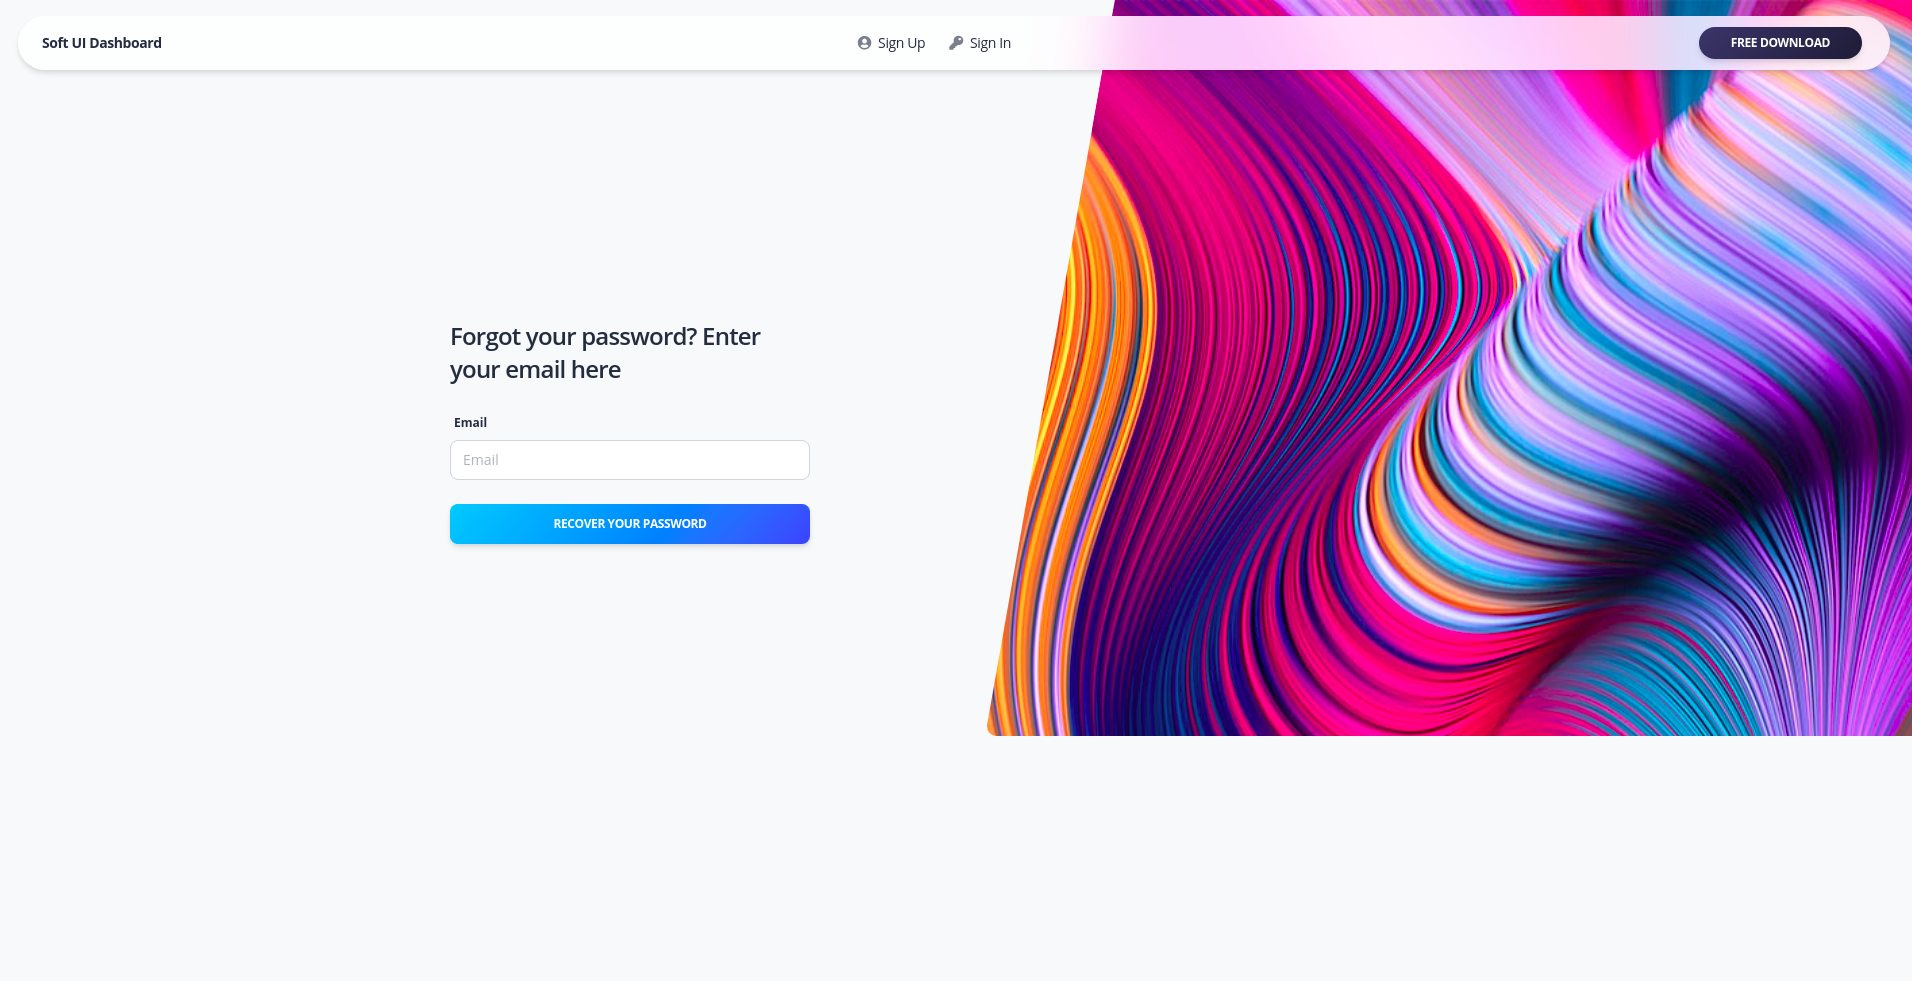 Soft UI Dashboard
Sign Up
Sign In
FREE DOWNLOAD
Forgot your password? Enter
your email here
Email
Email
RECOVER YOUR PASSWORD